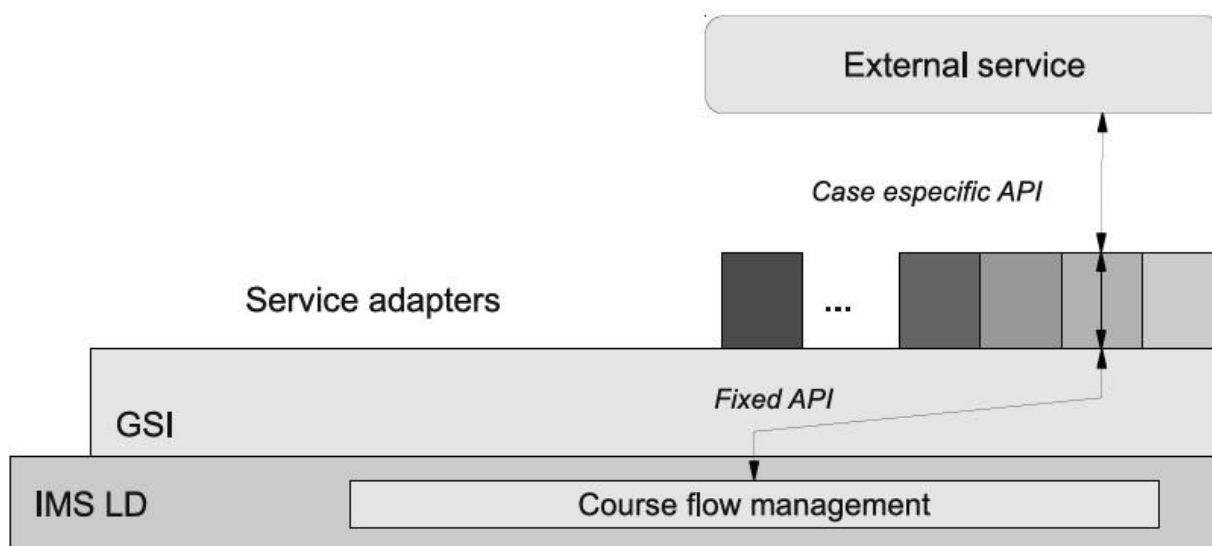 External service
Case especific API
Service adapters
...
Fixed API
GSI
IMS LD
Course flow management